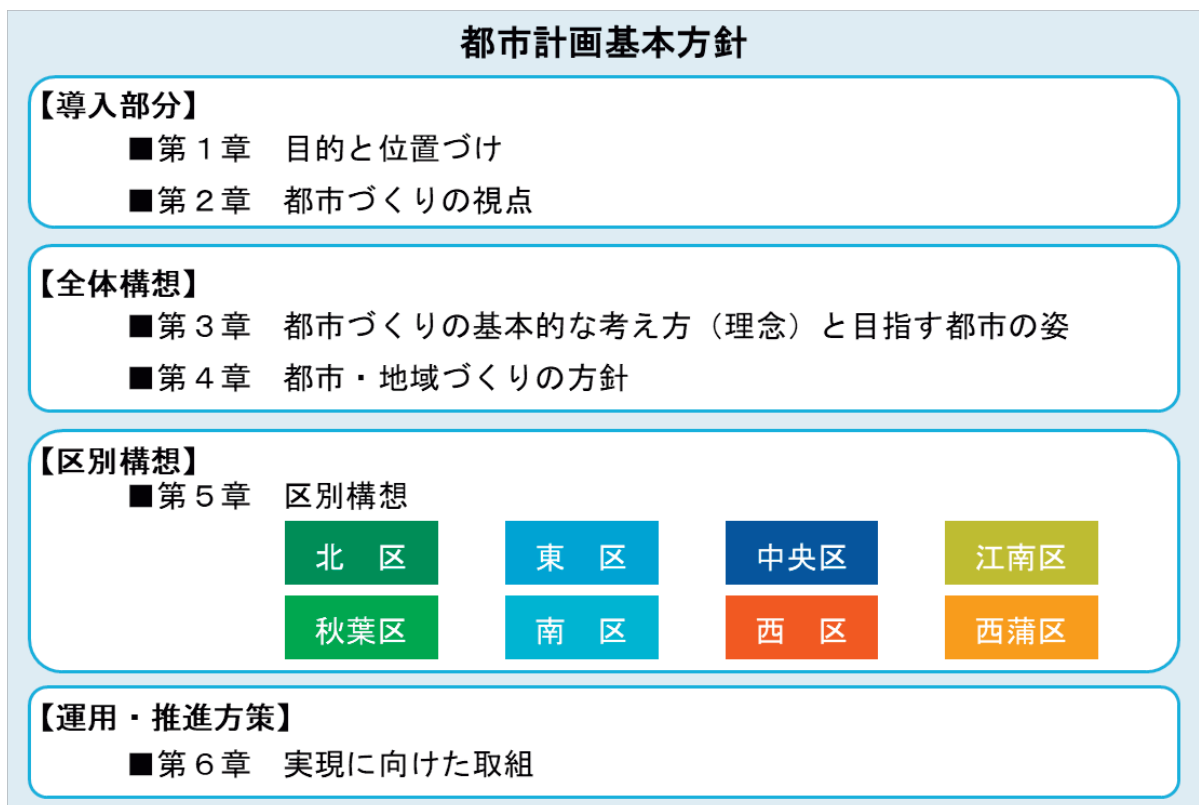 都市計画基本方針
【導入部分】
■第１章　目的と位置づけ
■第２章　都市づくりの視点
【全体構想】
■第３章　都市づくりの基本的な考え方（理念）と目指す都市の姿
■第４章　都市・地域づくりの方針
【区別構想】
■第５章　区別構想
北　区　東　区　中央区　江南区
秋葉区　南　区　西　区　西蒲区
【運用・推進方策】
■第６章　実現に向けた取組